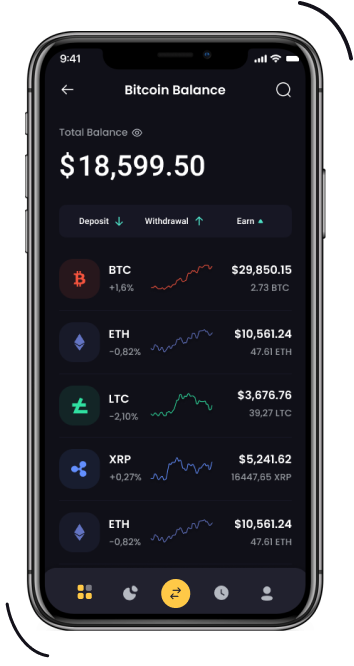 9:41
Bitcoin Balance
Total Balance
$18,599.50
Deposit Withdrawal Earn
BTC $29,850.15
+1,6% 2.73 BTC
ETH $10,561.24
-0,82% 47.61 ETH
LTC $3,676.76
-2,10% 39,27 LTC
XRP $5,241.62
+0,27% 16447,65 XRP
ETH $10,561.24
-0,82% 47.61 ETH